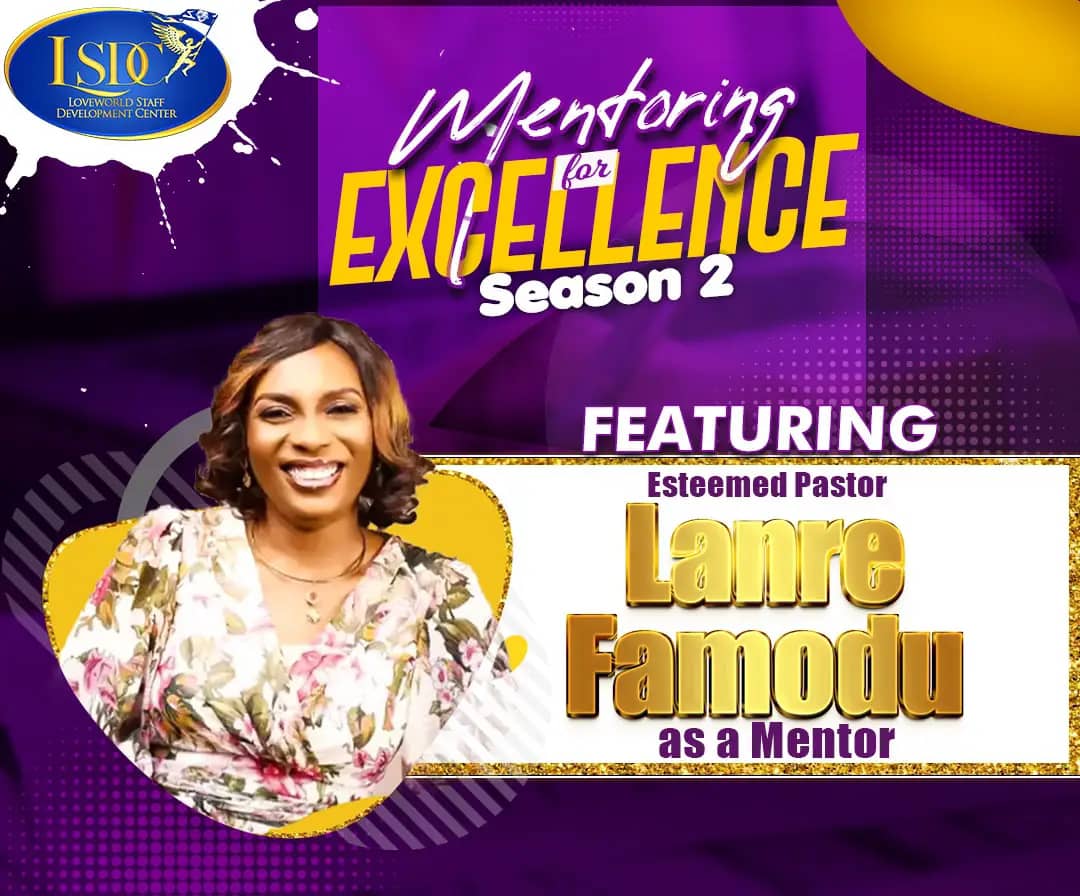 LSDC
LOVEWORLD STAFF
DEVELOPMENT CENTER
Mentoring
for
EXCELLENCE
Season 2
FEATURING
Esteemed Pastor
Lanre
Famodu
as a Mentor